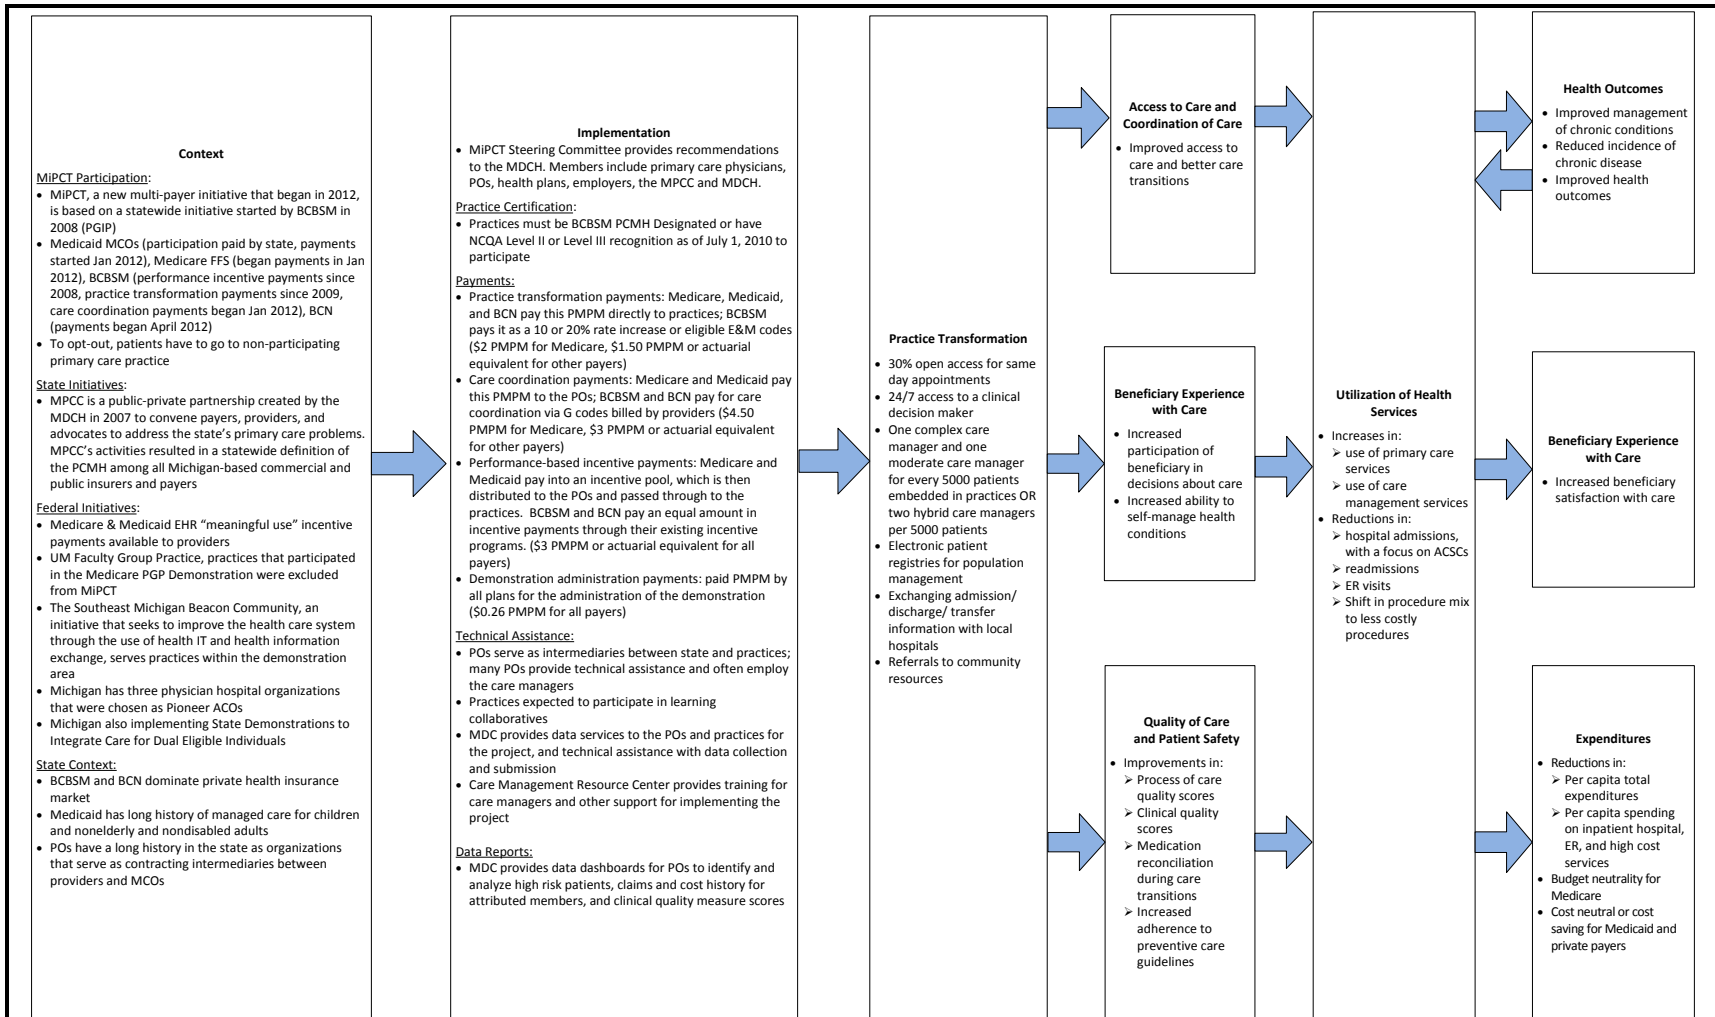 Context
MiPCT Participation:
• MiPCT, a new multi-payer initiative that began in 2012,
is based on a statewide initiative started by BCBSM in
2008 (PGIP)
• Medicaid MCOs (participation paid by state, payments
started Jan 2012), Medicare FFS (began payments in Jan
2012), BCBSM (performance incentive payments since
2008, practice transformation payments since 2009,
care coordination payments began Jan 2012), BCN
(payments began April 2012)
• To opt-out, patients have to go to non-participating
primary care practice
State Initiatives:
• MPCC is a public-private partnership created by the
MDCH in 2007 to convene payers, providers, and
advocates to address the state's primary care problems.
MPCC's activities resulted in a statewide definition of
the PCMH among all Michigan-based commercial and
public insurers and payers
Federal Initiatives:
• Medicare & Medicaid EHR "meaningful use" incentive
payments available to providers
• UM Faculty Group Practice, practices that participated
in the Medicare PGP Demonstration were excluded
from MiPCT
• The Southeast Michigan Beacon Community, an
initiative that seeks to improve the health care system
through the use of health IT and health information
exchange, serves practices within the demonstration
area
• Michigan has three physician hospital organizations
that were chosen as Pioneer ACOs
• Michigan also implementing State Demonstrations to
Integrate Care for Dual Eligible Individuals
State Context:
• BCBSM and BCN dominate private health insurance
market
• Medicaid has long history of managed care for children
and nonelderly and nondisabled adults
• POs have a long history in the state as organizations
that serve as contracting intermediaries between
providers and MCOs
Implementation
• MiPCT Steering Committee provides recommendations
to the MDCH. Members include primary care physicians,
POs, health plans, employers, the MPCC and MDCH.
Practice Certification:
• Practices must be BCBSM PCMH Designated or have
NCQA Level II or Level III recognition as of July 1, 2010 to
participate
Payments:
• Practice transformation payments: Medicare, Medicaid,
and BCN pay this PMPM directly to practices; BCBSM
pays it as a 10 or 20% rate increase or eligible E&M codes
($2 PMPM for Medicare, $1.50 PMPM or actuarial
equivalent for other payers)
• Care coordination payments: Medicare and Medicaid pay
this PMPM to the POs; BCBSM and BCN pay for care
coordination via G codes billed by providers ($4.50
PMPM for Medicare, $3 PMPM or actuarial equivalent
for other payers)
• Performance-based incentive payments: Medicare and
Medicaid pay into an incentive pool, which is then
distributed to the POs and passed through to the
practices. BCBSM and BCN pay an equal amount in
incentive payments through their existing incentive
programs. ($3 PMPM or actuarial equivalent for all
payers)
• Demonstration administration payments: paid PMPM by
all plans for the administration of the demonstration
($0.26 PMPM for all payers)
Technical Assistance:
• POs serve as intermediaries between state and practices;
many POs provide technical assistance and often employ
the care managers
• Practices expected to participate in learning
collaboratives
• MDC provides data services to the POs and practices for
the project, and technical assistance with data collection
and submission
• Care Management Resource Center provides training for
care managers and other support for implementing the
project
Data Reports:
• MDC provides data dashboards for POs to identify and
analyze high risk patients, claims and cost history for
attributed members, and clinical quality measure scores
Practice Transformation
• 30% open access for same
day appointments
• 24/7 access to a clinical
decision maker
• One complex care
manager and one
moderate care manager
for every 5000 patients
embedded in practices OR
two hybrid care managers
per 5000 patients
• Electronic patient
registries for population
management
• Exchanging admission/
discharge/ transfer
information with local
hospitals
• Referrals to community
resources
Access to Care and
Coordination of Care
• Improved access to
care and better care
transitions
Beneficiary Experience
with Care
• Increased
participation of
beneficiary in
decisions about care
• Increased ability to
self-manage health
conditions
Quality of Care
and Patient Safety
• Improvements in:
➢ Process of care
quality scores
➢ Clinical quality
scores
➢ Medication
reconciliation
during care
transitions
➢ Increased
adherence to
preventive care
guidelines
Utilization of Health
Services
• Increases in:
➢ use of primary care
services
➢ use of care
management services
• Reductions in:
➢ hospital admissions,
with a focus on ACSCs
➢ readmissions
➢ ER visits
➢ Shift in procedure mix
to less costly
procedures
Health Outcomes
• Improved management
of chronic conditions
• Reduced incidence of
chronic disease
• Improved health
outcomes
Beneficiary Experience
with Care
• Increased beneficiary
satisfaction with care
Expenditures
• Reductions in:
➢ Per capita total
expenditures
➢ Per capita spending
on inpatient hospital,
ER, and high cost
services
• Budget neutrality for
Medicare
• Cost neutral or cost
saving for Medicaid and
private payers